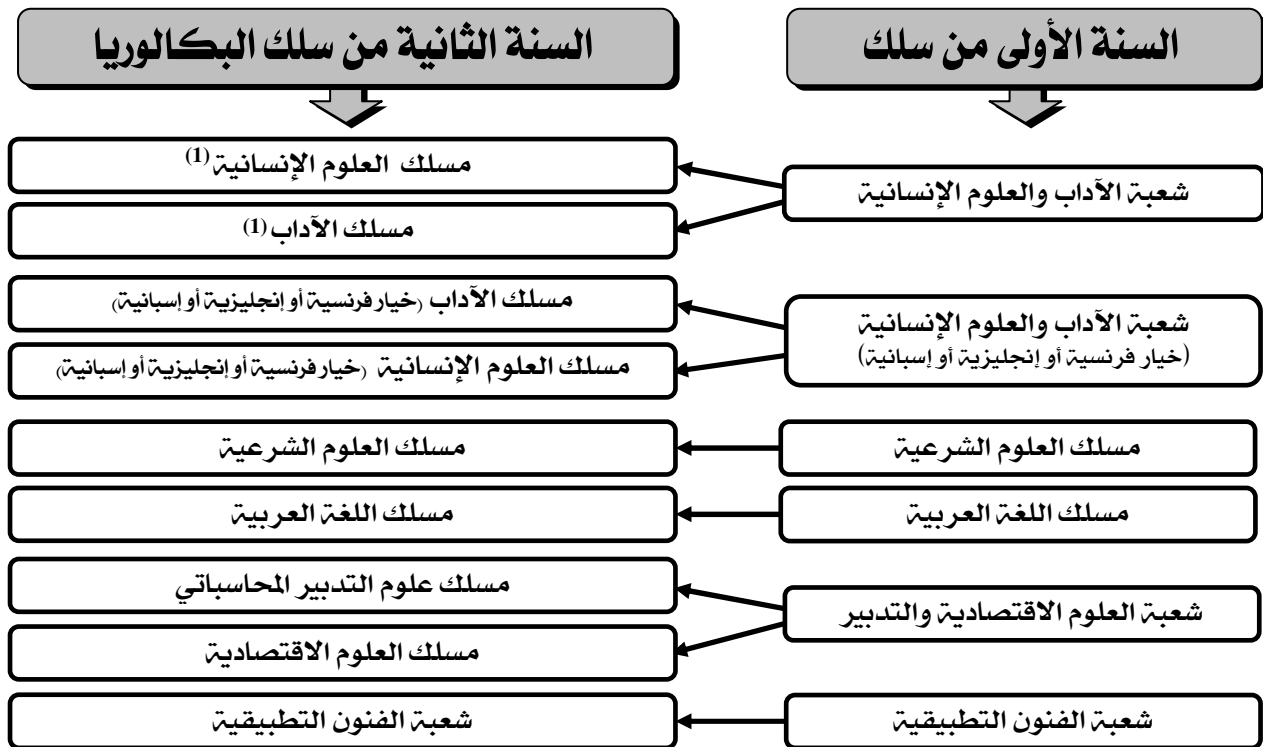 السنة الأولى من سلك
السنة الثانية من سلك البكالوريا
شعبة الآداب والعلوم الإنسانية
مسلك العلوم الإنسانية (1)
مسلك الآداب (1)
شعبة الآداب والعلوم الإنسانية
(خيار فرنسية أو إنجليزية أو إسبانية)
مسلك الآداب (خيار فرنسية أو إنجليزية أو إسبانية)
مسلك العلوم الإنسانية (خيار فرنسية أو إنجليزية أو إسبانية)
مسلك العلوم الشرعية
مسلك العلوم الشرعية
مسلك اللغة العربية
مسلك اللغة العربية
شعبة العلوم الاقتصادية والتدبير
مسلك علوم التدبير المحاسباتي
مسلك العلوم الاقتصادية
شعبة الفنون التطبيقية
شعبة الفنون التطبيقية